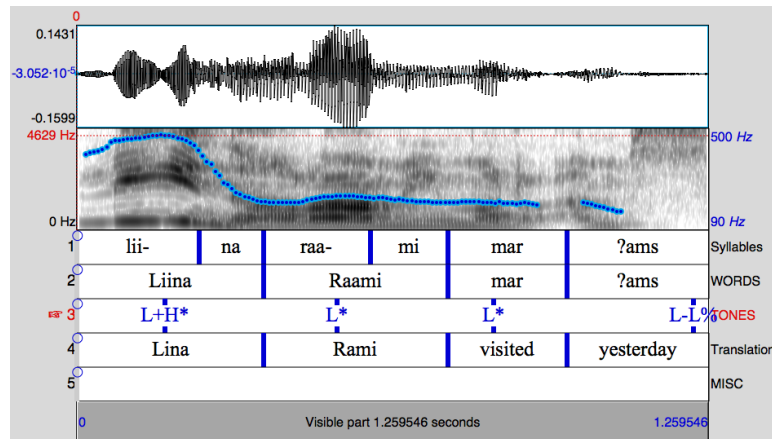 0
0.1431
-3.052·10-5
-0.1599
4629 Hz 500 Hz
0 Hz 90 Hz
1 lii- na raa- mi mar ?ams Syllables
2 Liina Raami mar ?ams WORDS
3 L+H* L* L* L-L% TONES
4 Lina Rami visited yesterday Translation
5 MISC
0 Visible part 1.259546 seconds 1.259546